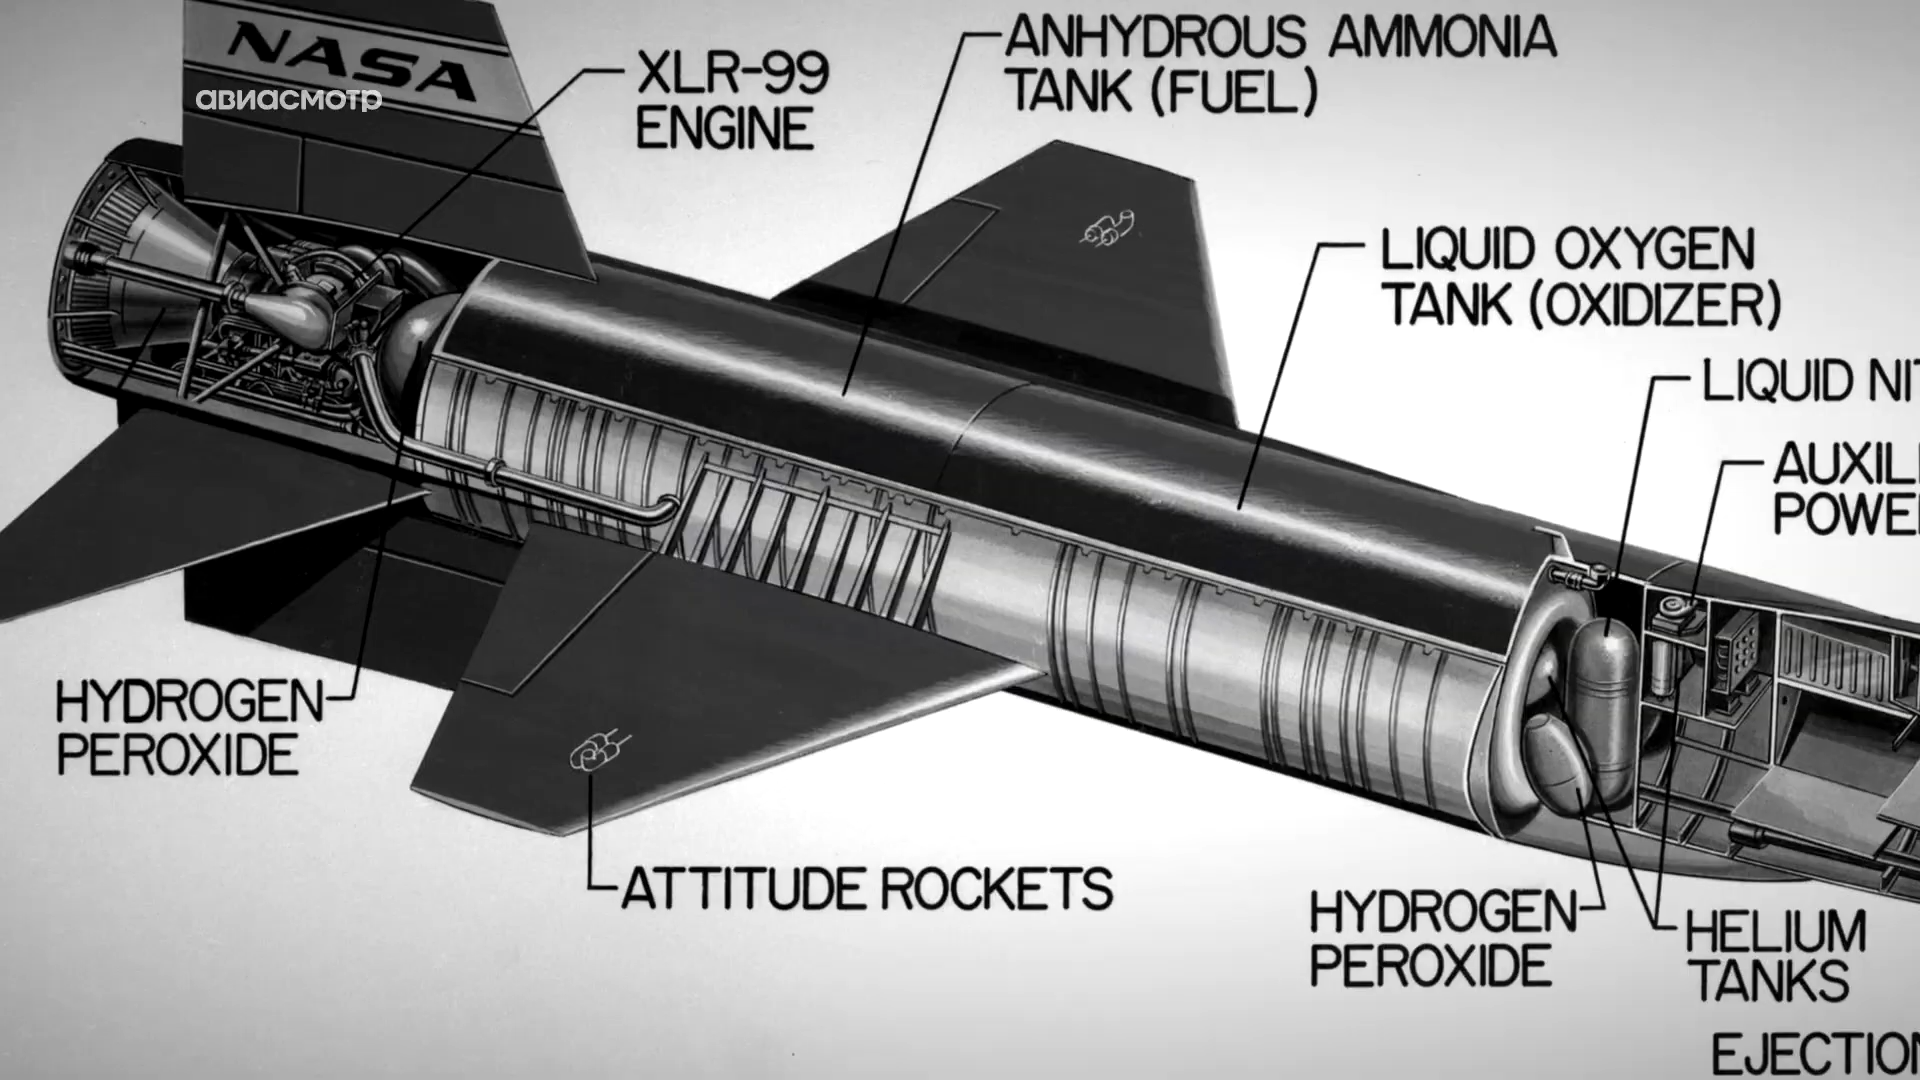 NASA
авиасмотр
XLR-99
ENGINE
ANHYDROUS AMMONIA
TANK (FUEL)
LIQUID OXYGEN
TANK (OXIDIZER)
LIQUID
HYDROGEN
PEROXIDE
ATTITUDE ROCKETS
HYDROGEN
PEROXIDE
HELIUM
TANKS